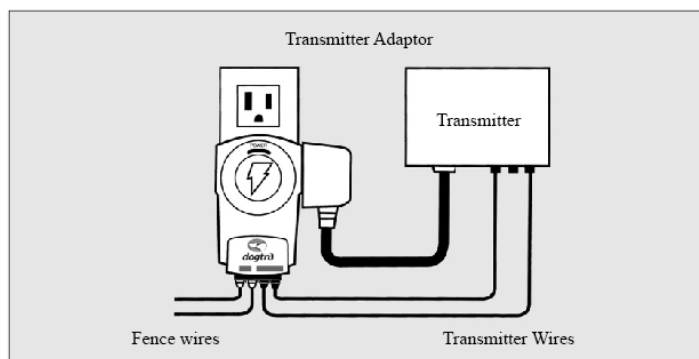 Transmitter Adaptor
Transmitter
POWER
dogtra
Fence wires
Transmitter Wires